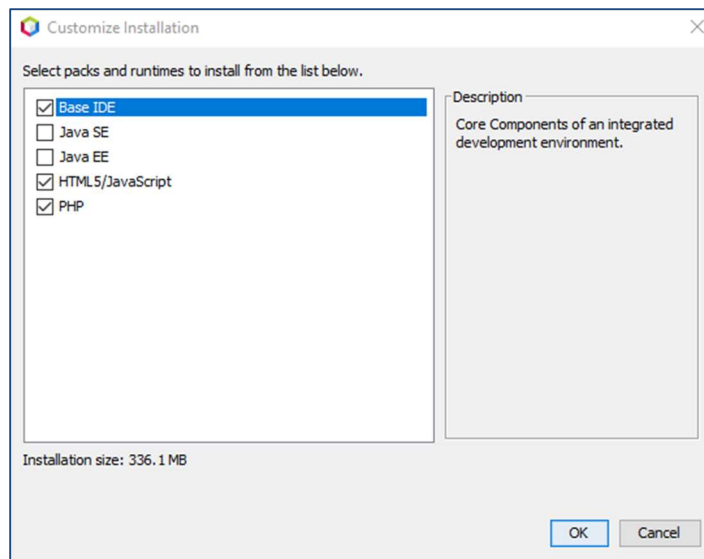 Customize Installation
Select packs and runtimes to install from the list below.
Base IDE
Java SE
Java EE
HTML5/JavaScript
PHP
Description
Core Components of an integrated
development environment.
Installation size: 336.1 MB
OK
Cancel